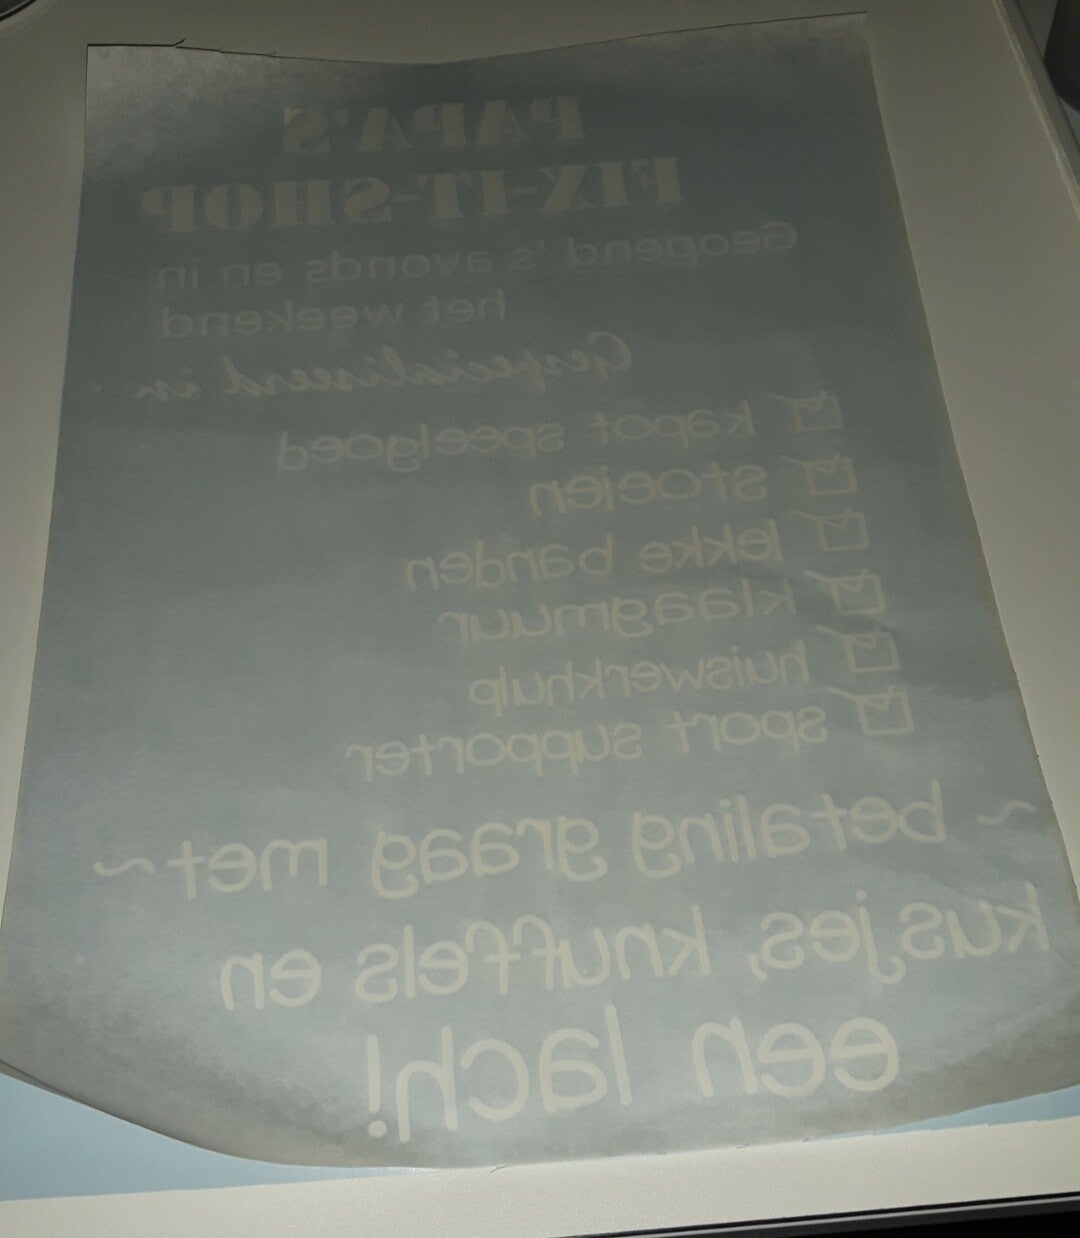 PAPA'S
FIX-IT-SHOP
Geopend 's avonds en in
het weekend
Gespecialiseerd in
kapot speelgoed
stoeien
lekke banden
klaagmuur
huiswerkhulp
sport supporter
~ betaling graag met ~
kusjes, knuffels en
een lach!